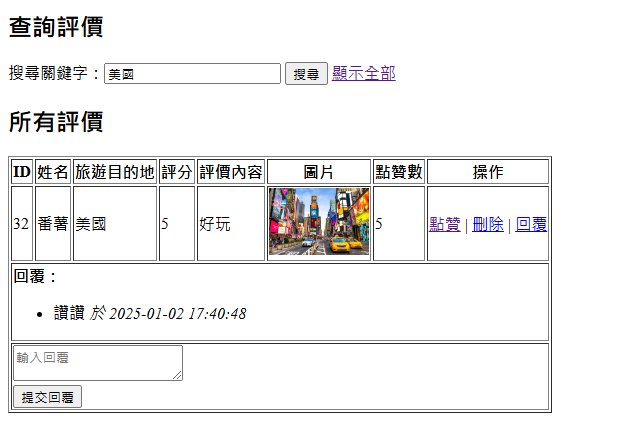 查詢評價
搜尋關鍵字：美國 搜尋 顯示全部
所有評價
ID 姓名 旅遊目的地 評分 評價內容 圖片 點赞數 操作
32 番薯 美國 5 好玩 5 點赞 | 刪除 | 回覆
回覆：
• 讚讚 於 2025-01-02 17:40:48
輸入回覆
提交回覆